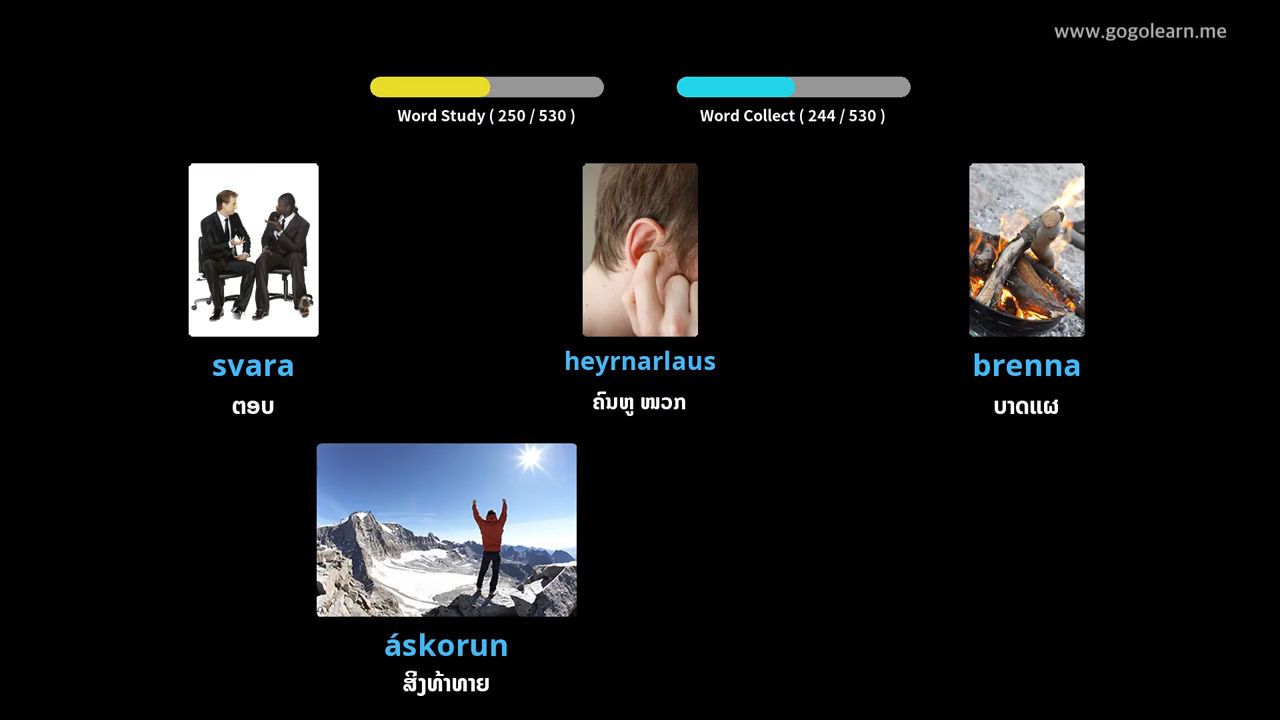 www.gogolearn.me
Word Study ( 250 / 530 )
Word Collect ( 244 / 530 )
svara
heyrnarlaus
brenna
ຕອບ
ຄົນຫູ ໜວກ
ບາດແຜ
áskorun
ສິ່ງທ້າທາຍ